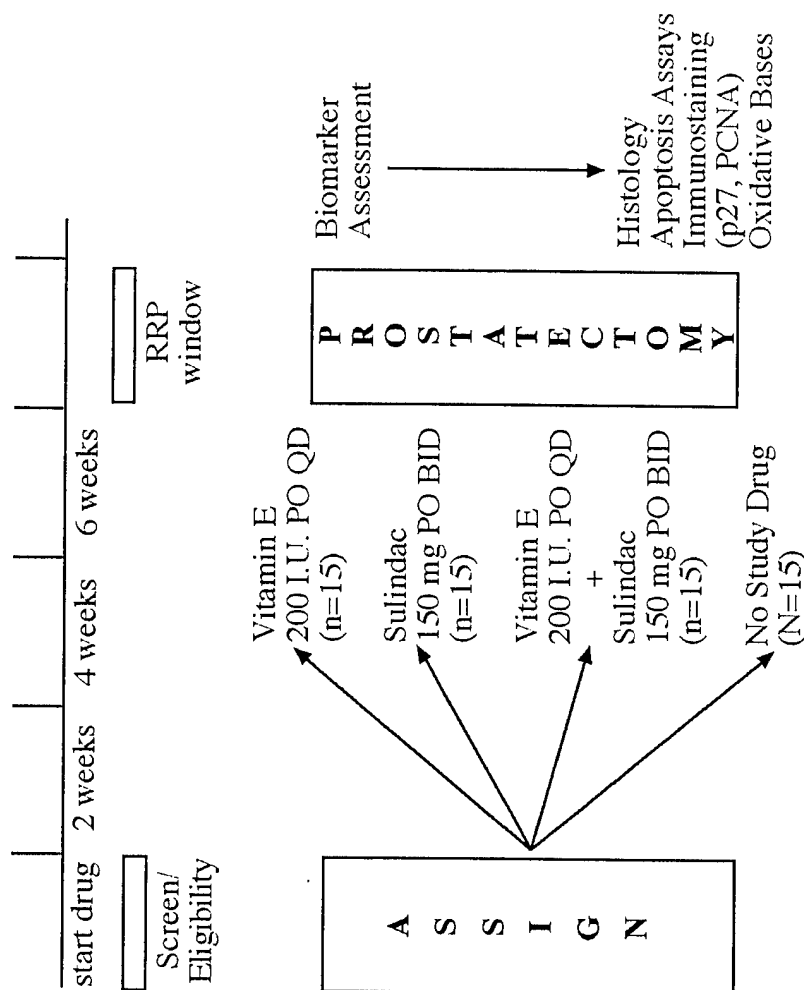 start drug 2 weeks 4 weeks 6 weeks
Screen/
Eligibility
RRP
window
ASSIGN
Vitamin E
200 I.U. PO QD
(n=15)
Sulindac
150 mg PO BID
(n=15)
Vitamin E
200 I.U. PO QD
+
Sulindac
150 mg PO BID
(n=15)
No Study Drug
(N=15)
PROSTATECTOMY
Biomarker
Assessment
Histology
Apoptosis Assays
Immunostaining
(p27, PCNA)
Oxidative Bases